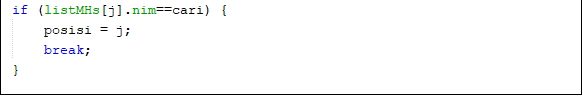 if (listMHs[j].nim==cari) {
    posisi = j;
    break;
}